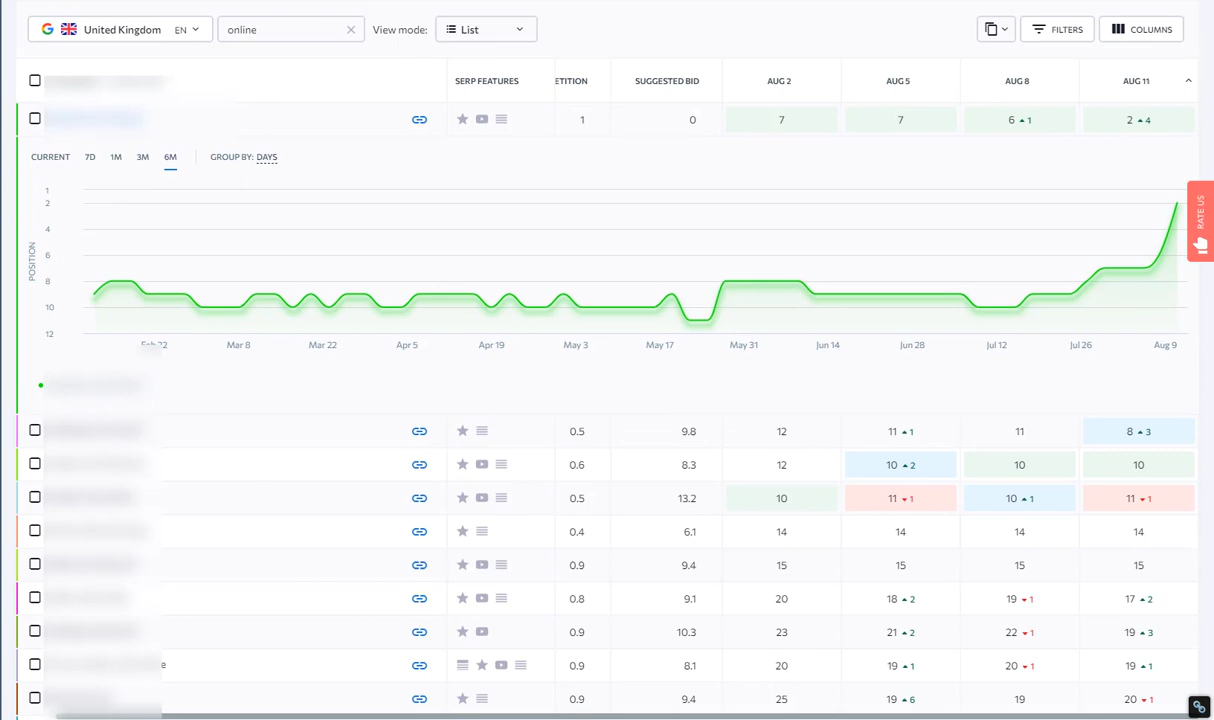 United Kingdom EN online View mode: List FILTERS COLUMNS
SERP FEATURES ETITION SUGGESTED BID AUG 2 AUG 5 AUG 8 AUG 11
1 0 7 7 6 1 2 4
CURRENT 7D 1M 3M 6M GROUP BY: DAYS
RATE US
POSITION
1
2
4
6
8
10
12
Feb 22 Mar 8 Mar 22 Apr 5 Apr 19 May 3 May 17 May 31 Jun 14 Jun 28 Jul 12 Jul 26 Aug 9
0.5 9.8 12 11 1 11 8 3
0.6 8.3 12 10 2 10 10
0.5 13.2 10 11 1 10 1 11 1
0.4 6.1 14 14 14 14
0.9 9.4 15 15 15 15
0.8 9.1 20 18 2 19 1 17 2
0.9 10.3 23 21 2 22 1 19 3
e 0.9 8.1 20 19 1 20 1 19 1
0.9 9.4 25 19 6 19 20 1